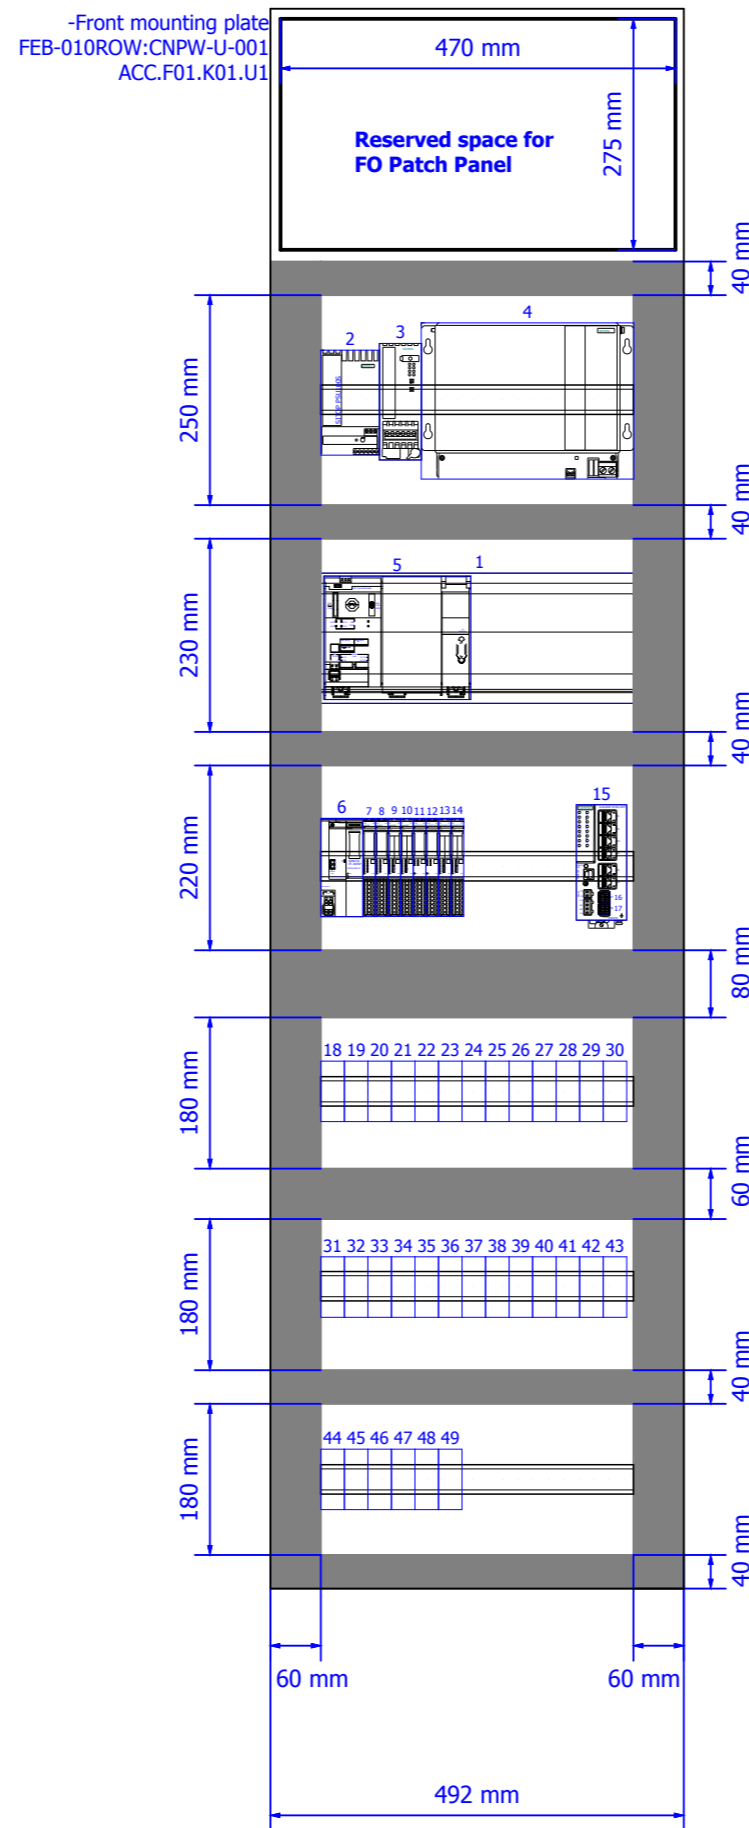 -Front mounting plate
FEB-010ROW:CNPW-U-001
ACC.F01.K01.U1
470 mm
275 mm
Reserved space for
FO Patch Panel
40 mm
250 mm
2
3
4
40 mm
230 mm
5
1
40 mm
220 mm
6
7 8 9 10 11 12 13 14
15
16
17
80 mm
180 mm
18 19 20 21 22 23 24 25 26 27 28 29 30
60 mm
180 mm
31 32 33 34 35 36 37 38 39 40 41 42 43
40 mm
180 mm
44 45 46 47 48 49
40 mm
60 mm
60 mm
492 mm